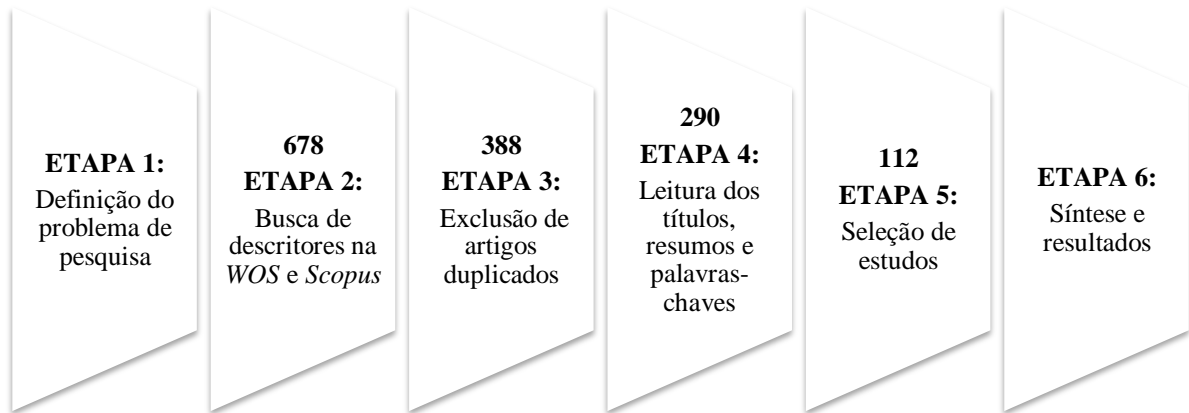 ETAPA 1:
Definição do
problema de
pesquisa
678
ETAPA 2:
Busca de
descritores na
WOS e Scopus
388
ETAPA 3:
Exclusão de
artigos
duplicados
290
ETAPA 4:
Leitura dos
títulos,
resumos e
palavras-
chaves
112
ETAPA 5:
Seleção de
estudos
ETAPA 6:
Síntese e
resultados